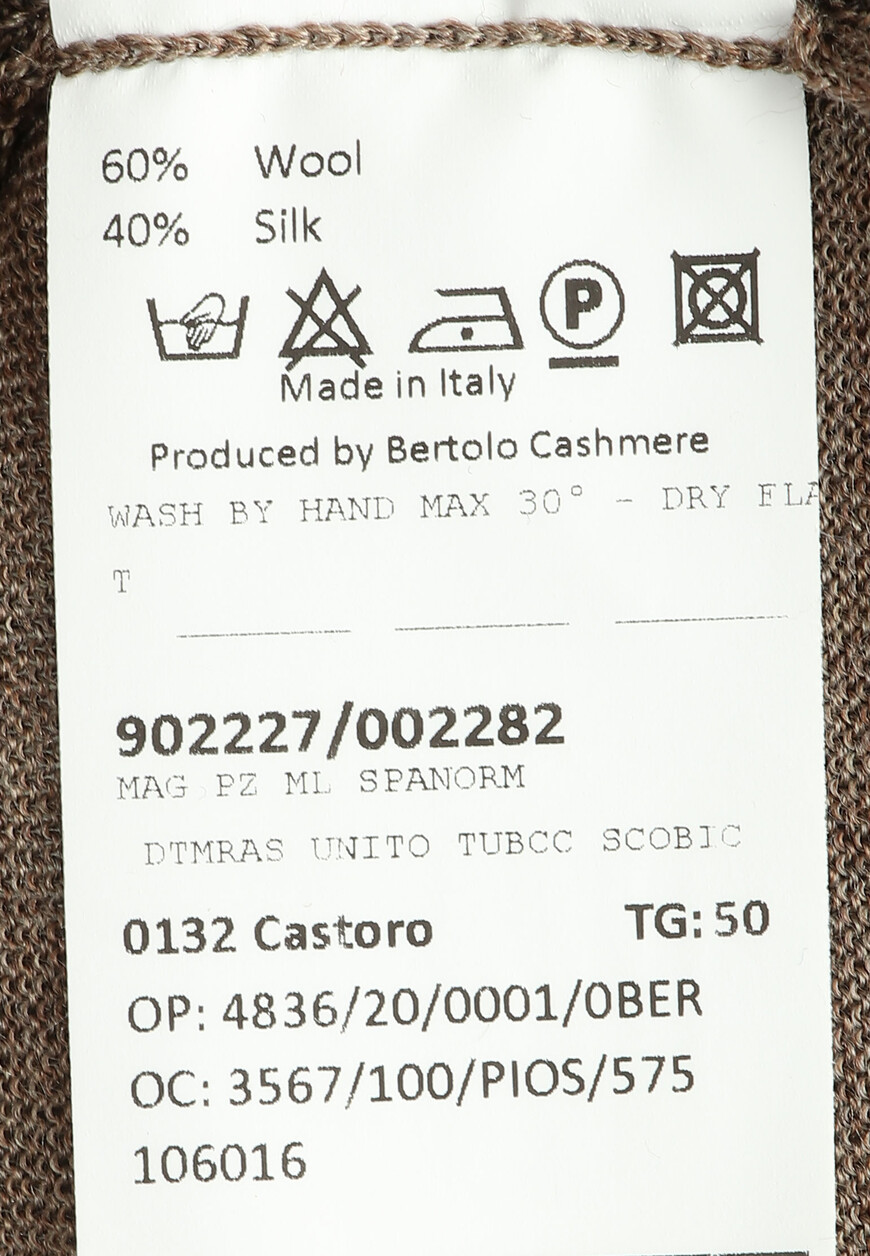 60% Wool
40% Silk
P
Made in Italy
Produced by Bertolo Cashmere
WASH BY HAND MAX 30° - DRY FLA
T
902227/002282
MAG PZ ML SPANORM
DTMRAS UNITO TUBCC SCOBIC
0132 Castoro TG: 50
OP: 4836/20/0001/0BER
OC: 3567/100/PIOS/575
106016